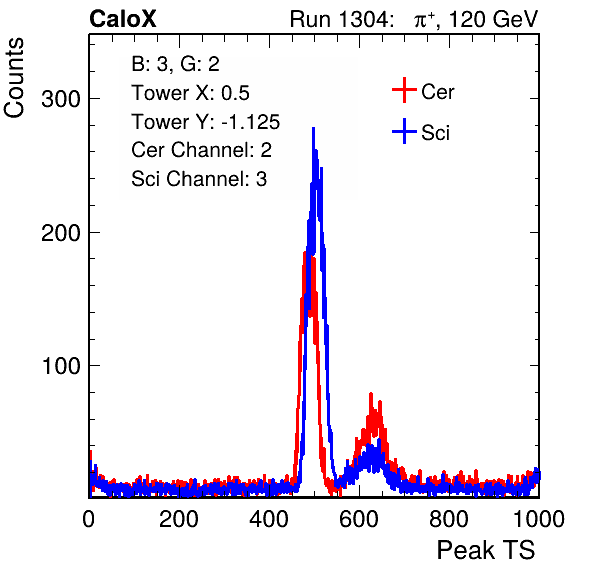 CaloX Run 1304: π⁺, 120 GeV
Counts
B: 3, G: 2
Tower X: 0.5
Tower Y: -1.125
Cer Channel: 2
Sci Channel: 3
Cer
Sci
300
200
100
0 200 400 600 800 1000
Peak TS